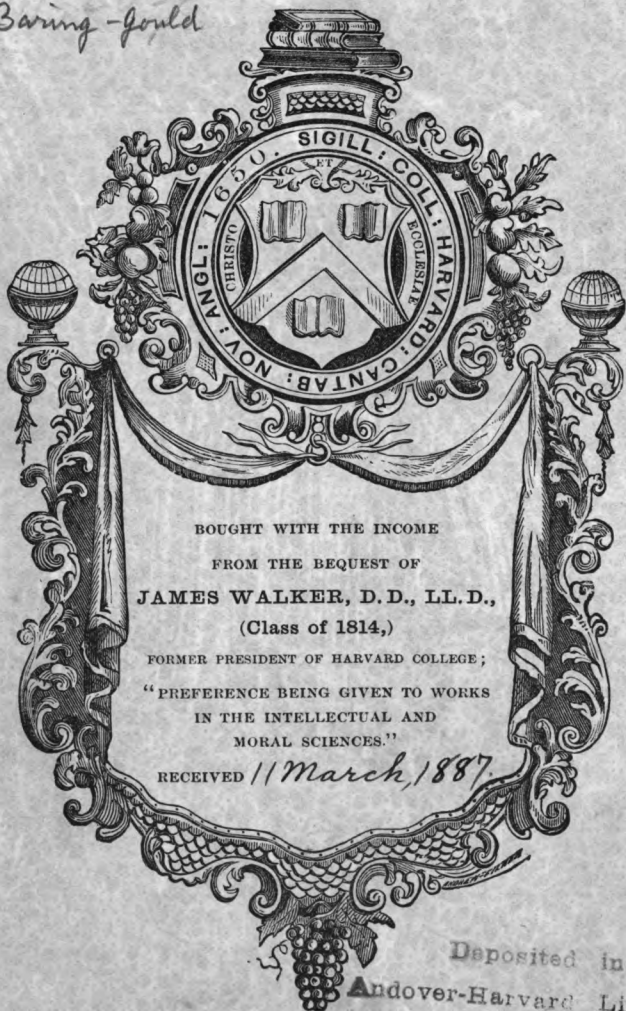 Baring-Gould
SIGILL: COLL: HARVARD: CANTAB: NOV: ANGL: 1650.
ET
CHRISTO
ECCLESIAE
BOUGHT WITH THE INCOME
FROM THE BEQUEST OF
JAMES WALKER, D.D., LL.D.,
(Class of 1814,)
FORMER PRESIDENT OF HARVARD COLLEGE;
"PREFERENCE BEING GIVEN TO WORKS
IN THE INTELLECTUAL AND
MORAL SCIENCES."
RECEIVED 11 March, 1887.
Deposited in
Andover-Harvard Li